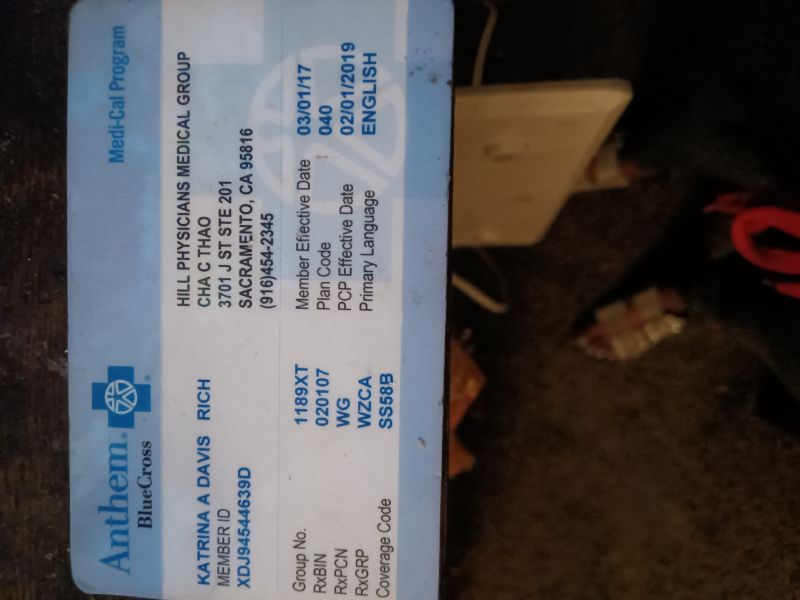 Anthem
BlueCross
Medi-Cal Program
KATRINA A DAVIS RICH
MEMBER ID
XDJ94544639D
HILL PHYSICIANS MEDICAL GROUP
CHA C THAO
3701 J ST STE 201
SACRAMENTO, CA 95816
(916)454-2345
Group No. 1189XT
RxBIN 020107
RxPCN WG
RxGRP WZCA
Coverage Code SS58B
Member Effective Date 03/01/17
Plan Code 040
PCP Effective Date 02/01/2019
Primary Language ENGLISH